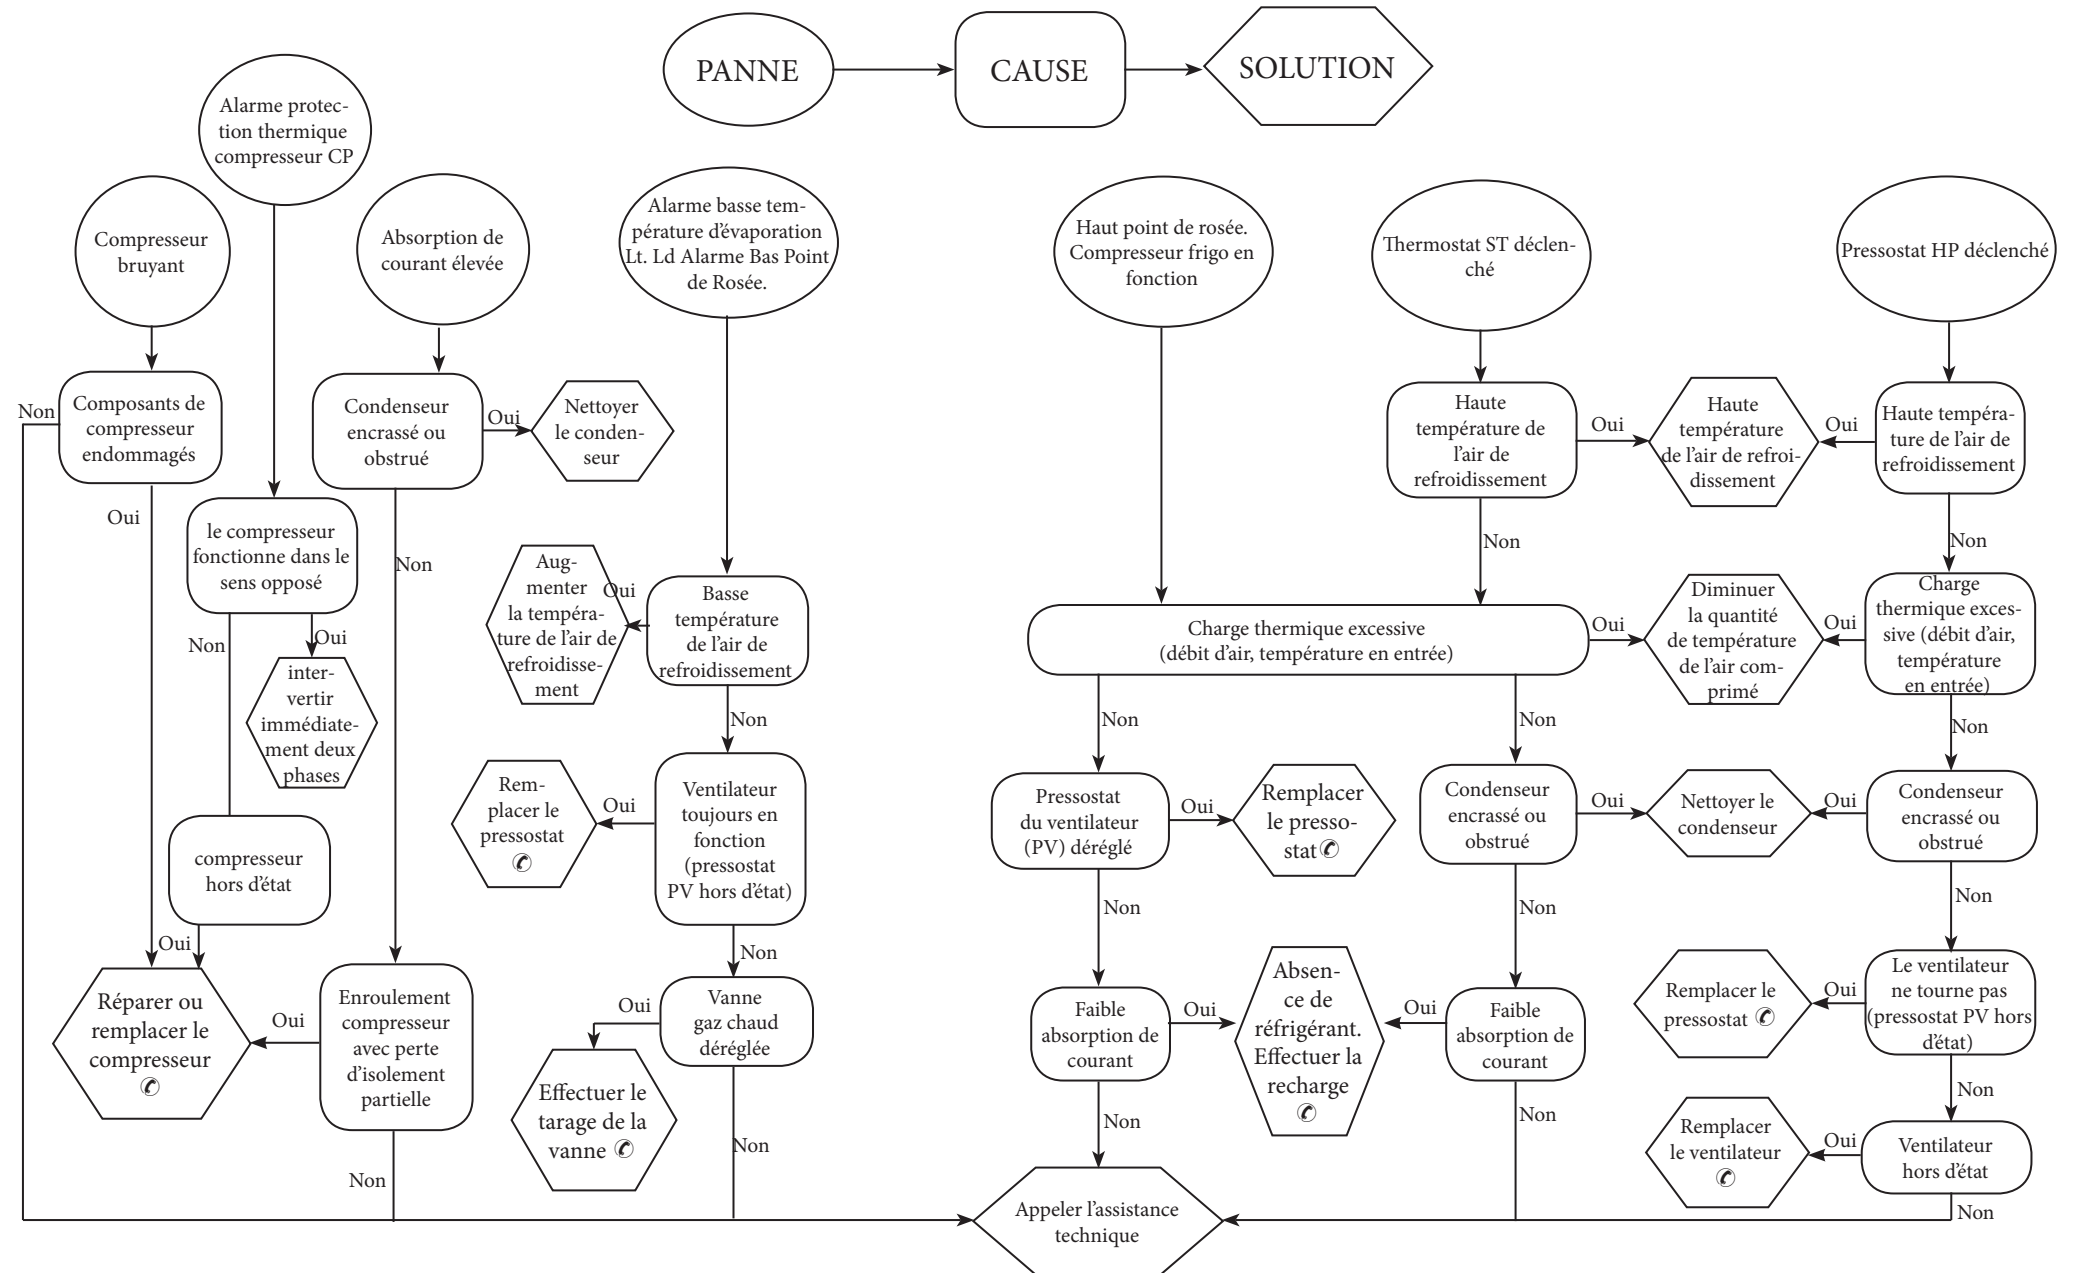 PANNE
CAUSE
SOLUTION
Alarme protec-
tion thermique
compresseur CP
Compresseur
bruyant
Absorption de
courant élevée
Alarme basse tem-
pérature d'évaporation
Lt. Ld Alarme Bas Point
de Rosée.
Haut point de rosée.
Compresseur frigo en
fonction
Thermostat ST déclen-
ché
Pressostat HP déclenché
Non
Composants de
compresseur
endommagés
Oui
Condenseur
encrassé ou
obstrué
Oui
Nettoyer
le conden-
seur
Non
le compresseur
fonctionne dans le
sens opposé
Non
Oui
inter-
vertir
immédiate-
ment deux
phases
compresseur
hors d'état
Oui
Réparer ou
remplacer le
compresseur
✆
Oui
Enroulement
compresseur
avec perte
d'isolement
partielle
Non
Aug-
menter
la tempéra-
ture de l'air de
refroidisse-
ment
Oui
Basse
température
de l'air de
refroidissement
Non
Rem-
placer le
pressostat
✆
Oui
Ventilateur
toujours en
fonction
(pressostat
PV hors d'état)
Non
Oui
Vanne
gaz chaud
déréglée
Effectuer le
tarage de la
vanne ✆
Non
Haute
température de
l'air de
refroidissement
Oui
Haute
température
de l'air de refroi-
dissement
Oui
Haute tempéra-
ture de l'air de
refroidissement
Non
Non
Charge thermique excessive
(débit d'air, température en entrée)
Oui
Diminuer
la quantité
de température
de l'air com-
primé
Oui
Charge
thermique exces-
sive (débit d'air,
température
en entrée)
Non
Non
Non
Pressostat
du ventilateur
(PV) déréglé
Oui
Remplacer
le presso-
stat✆
Condenseur
encrassé ou
obstrué
Oui
Nettoyer le
condenseur
Oui
Condenseur
encrassé ou
obstrué
Non
Non
Non
Faible
absorption de
courant
Oui
Absen-
ce de
réfrigérant.
Effectuer la
recharge
✆
Oui
Faible
absorption de
courant
Remplacer le
pressostat ✆
Oui
Le ventilateur
ne tourne pas
(pressostat PV hors
d'état)
Non
Non
Non
Remplacer
le ventilateur
✆
Oui
Ventilateur
hors d'état
Non
Appeler l'assistance
technique